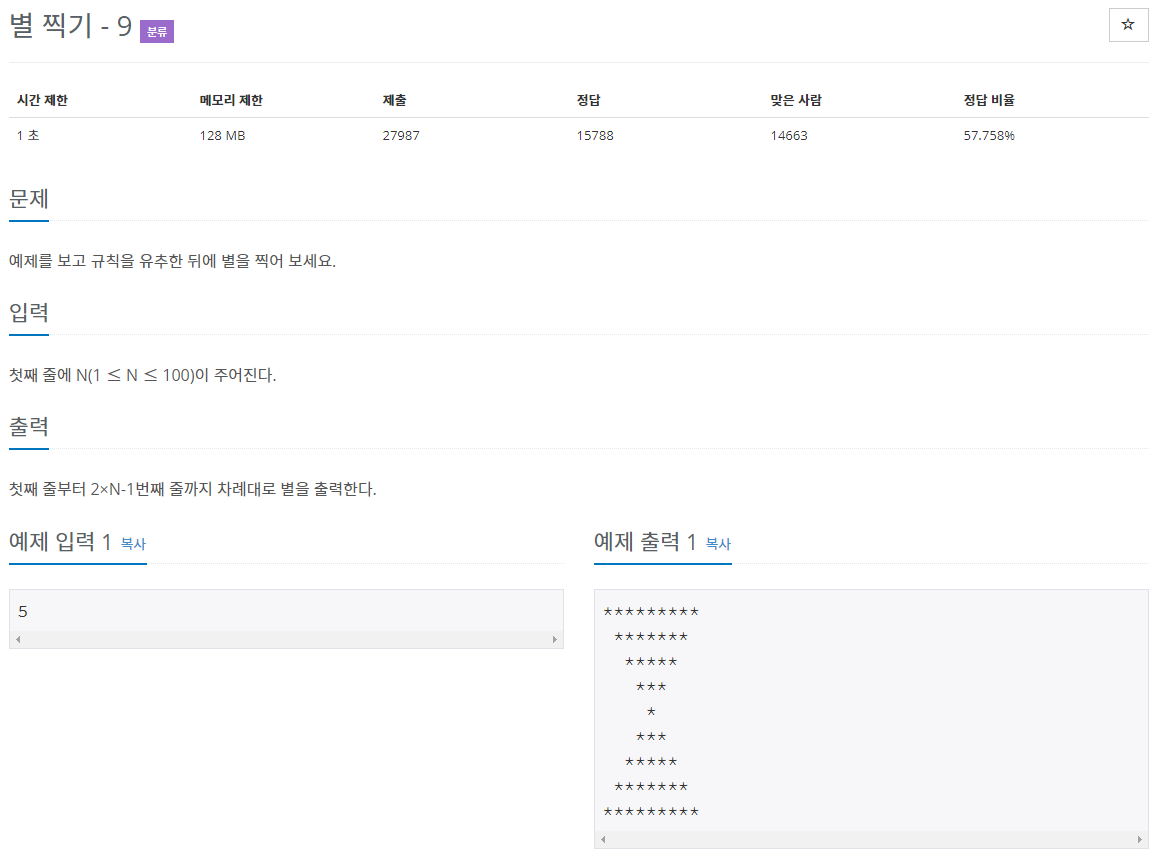 별 찍기 - 9 분류
☆
시간 제한 메모리 제한 제출 정답 맞은 사람 정답 비율
1 초 128 MB 27987 15788 14663 57.758%
문제
예제를 보고 규칙을 유추한 뒤에 별을 찍어 보세요.
입력
첫째 줄에 N(1 ≤ N ≤ 100)이 주어진다.
출력
첫째 줄부터 2×N-1번째 줄까지 차례대로 별을 출력한다.
예제 입력 1 복사
5
예제 출력 1 복사
*********
 *******
  *****
   ***
    *
   ***
  *****
 *******
*********